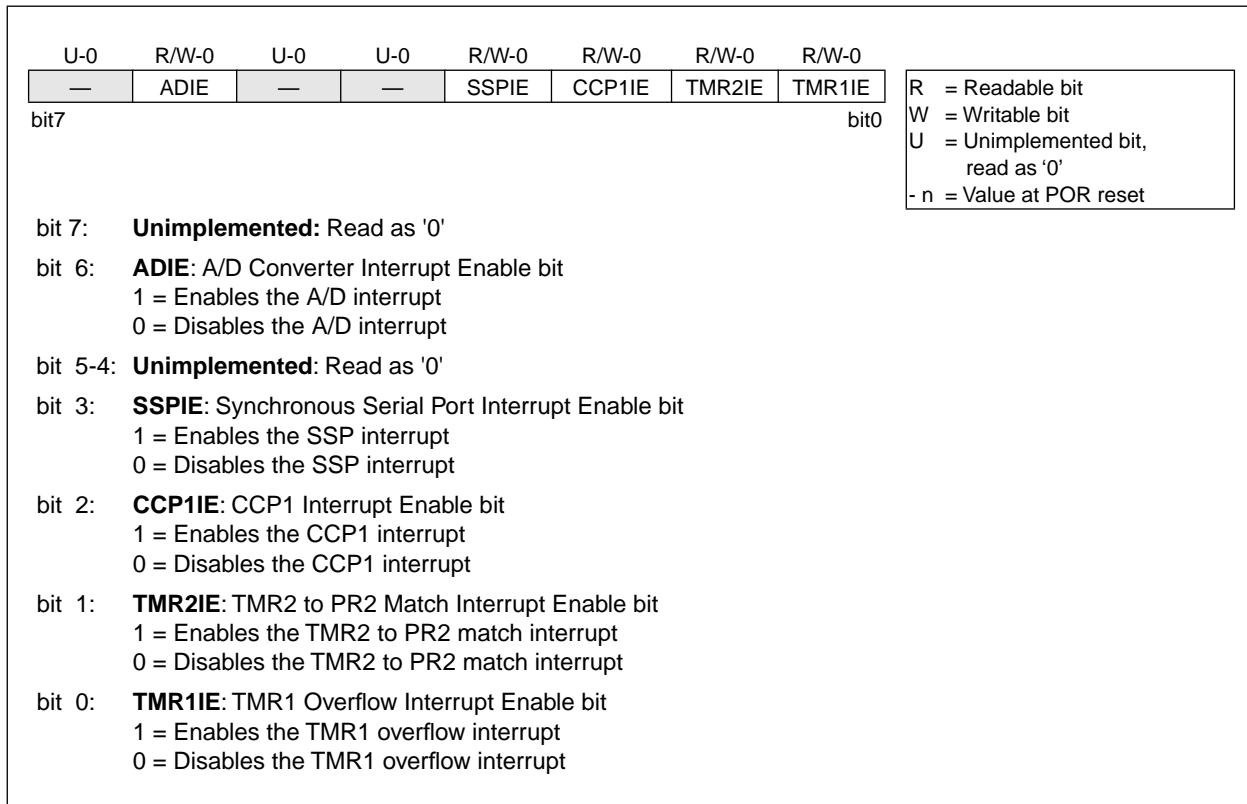 U-0 R/W-0 U-0 U-0 R/W-0 R/W-0 R/W-0 R/W-0
— ADIE — — SSPIE CCP1IE TMR2IE TMR1IE
bit7 bit0
R = Readable bit
W = Writable bit
U = Unimplemented bit,
read as ‘0’
- n = Value at POR reset
bit 7: Unimplemented: Read as '0'
bit 6: ADIE: A/D Converter Interrupt Enable bit
1 = Enables the A/D interrupt
0 = Disables the A/D interrupt
bit 5-4: Unimplemented: Read as '0'
bit 3: SSPIE: Synchronous Serial Port Interrupt Enable bit
1 = Enables the SSP interrupt
0 = Disables the SSP interrupt
bit 2: CCP1IE: CCP1 Interrupt Enable bit
1 = Enables the CCP1 interrupt
0 = Disables the CCP1 interrupt
bit 1: TMR2IE: TMR2 to PR2 Match Interrupt Enable bit
1 = Enables the TMR2 to PR2 match interrupt
0 = Disables the TMR2 to PR2 match interrupt
bit 0: TMR1IE: TMR1 Overflow Interrupt Enable bit
1 = Enables the TMR1 overflow interrupt
0 = Disables the TMR1 overflow interrupt